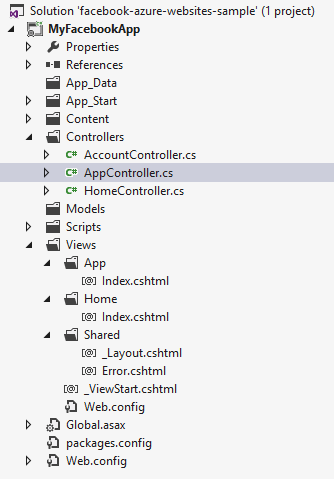 Solution 'facebook-azure-websites-sample' (1 project)
MyFacebookApp
Properties
References
App_Data
App_Start
Content
Controllers
C# AccountController.cs
C# AppController.cs
C# HomeController.cs
Models
Scripts
Views
App
[@] Index.cshtml
Home
[@] Index.cshtml
Shared
[@] _Layout.cshtml
[@] Error.cshtml
[@] _ViewStart.cshtml
Web.config
Global.asax
packages.config
Web.config